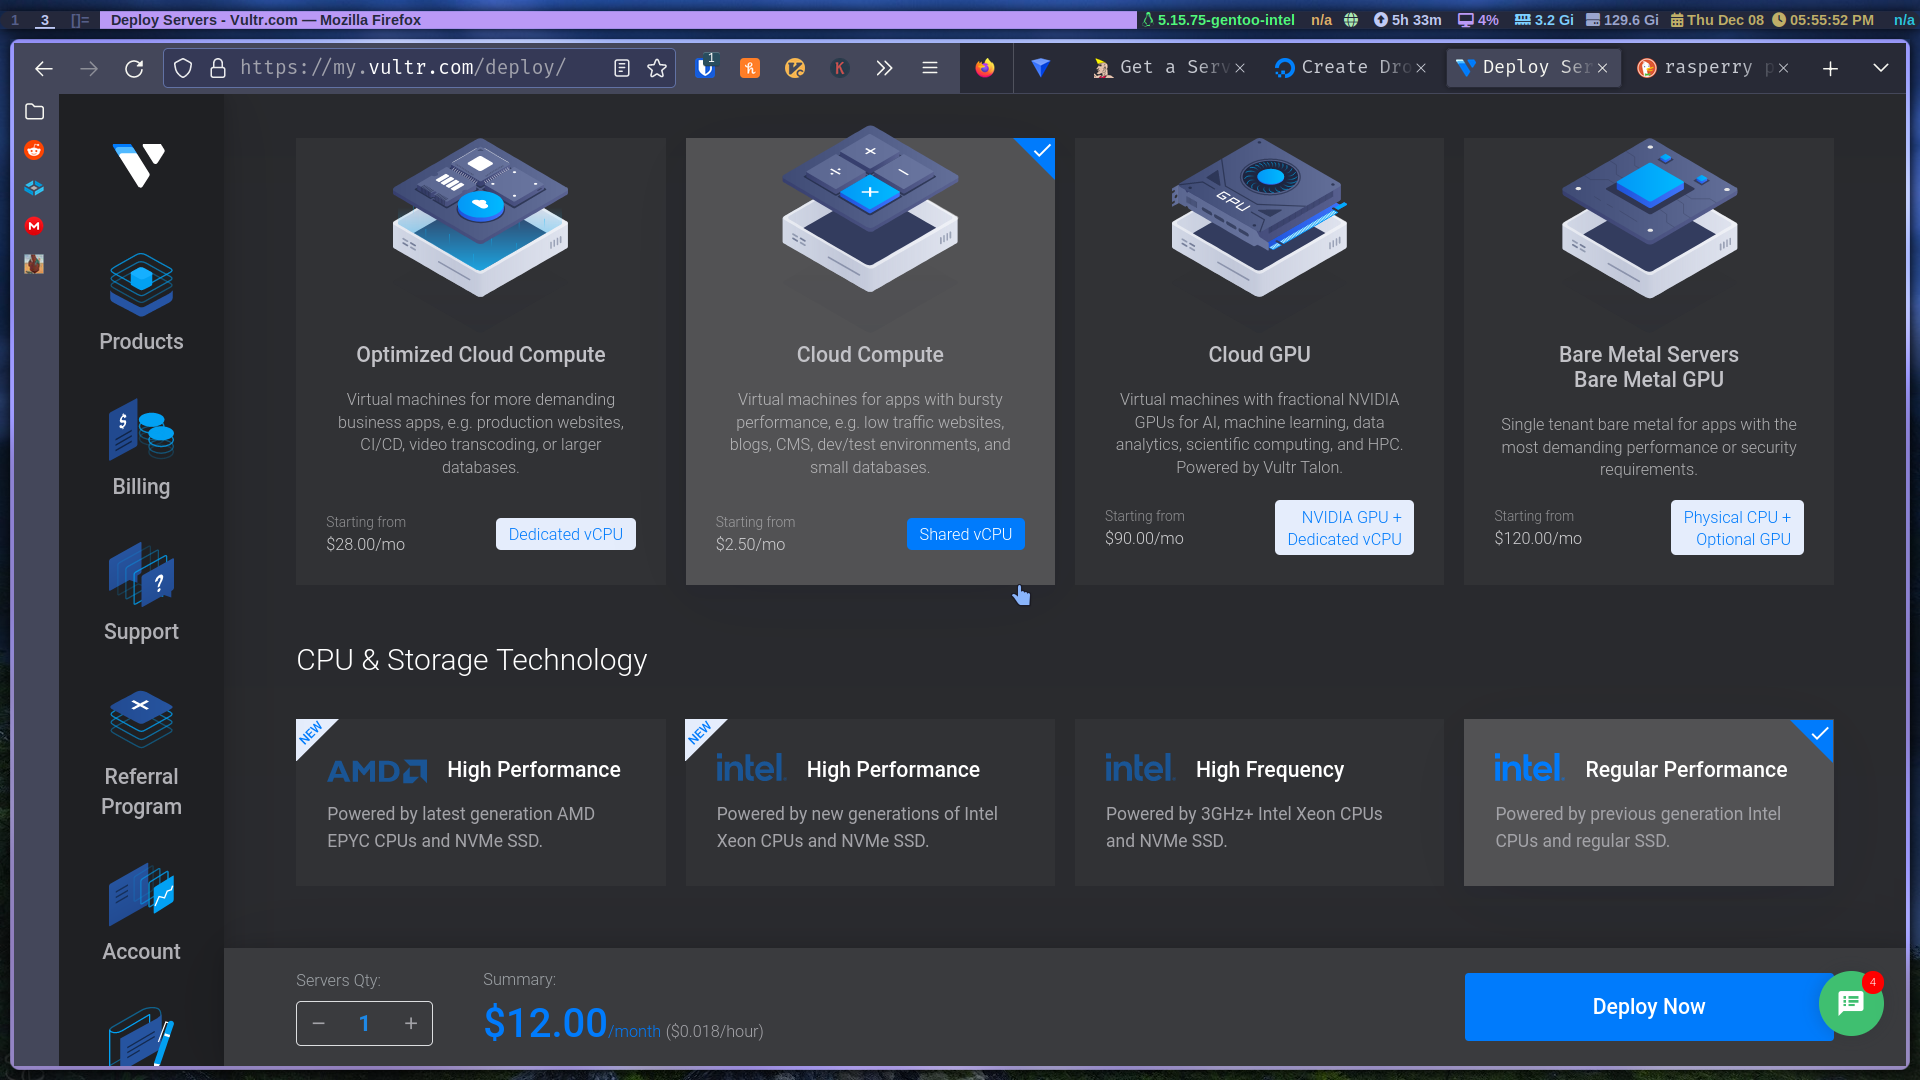 1 3 []= Deploy Servers - Vultr.com — Mozilla Firefox 5.15.75-gentoo-intel n/a 5h 33m 4% 3.2 Gi 129.6 Gi Thu Dec 08 05:55:52 PM n/a
https://my.vultr.com/deploy/ 1 K Get a Serv Create Dro Deploy Ser rasperry p
Products
Billing
Support
Referral
Program
Account
Optimized Cloud Compute
Virtual machines for more demanding
business apps, e.g. production websites,
CI/CD, video transcoding, or larger
databases.
Starting from
$28.00/mo
Dedicated vCPU
Cloud Compute
Virtual machines for apps with bursty
performance, e.g. low traffic websites,
blogs, CMS, dev/test environments, and
small databases.
Starting from
$2.50/mo
Shared vCPU
GPU
Cloud GPU
Virtual machines with fractional NVIDIA
GPUs for AI, machine learning, data
analytics, scientific computing, and HPC.
Powered by Vultr Talon.
Starting from
$90.00/mo
NVIDIA GPU +
Dedicated vCPU
Bare Metal Servers
Bare Metal GPU
Single tenant bare metal for apps with the
most demanding performance or security
requirements.
Starting from
$120.00/mo
Physical CPU +
Optional GPU
CPU & Storage Technology
NEW
AMD High Performance
Powered by latest generation AMD
EPYC CPUs and NVMe SSD.
NEW
intel. High Performance
Powered by new generations of Intel
Xeon CPUs and NVMe SSD.
intel. High Frequency
Powered by 3GHz+ Intel Xeon CPUs
and NVMe SSD.
intel. Regular Performance
Powered by previous generation Intel
CPUs and regular SSD.
Servers Qty:
− 1 +
Summary:
$12.00/month ($0.018/hour)
Deploy Now
4